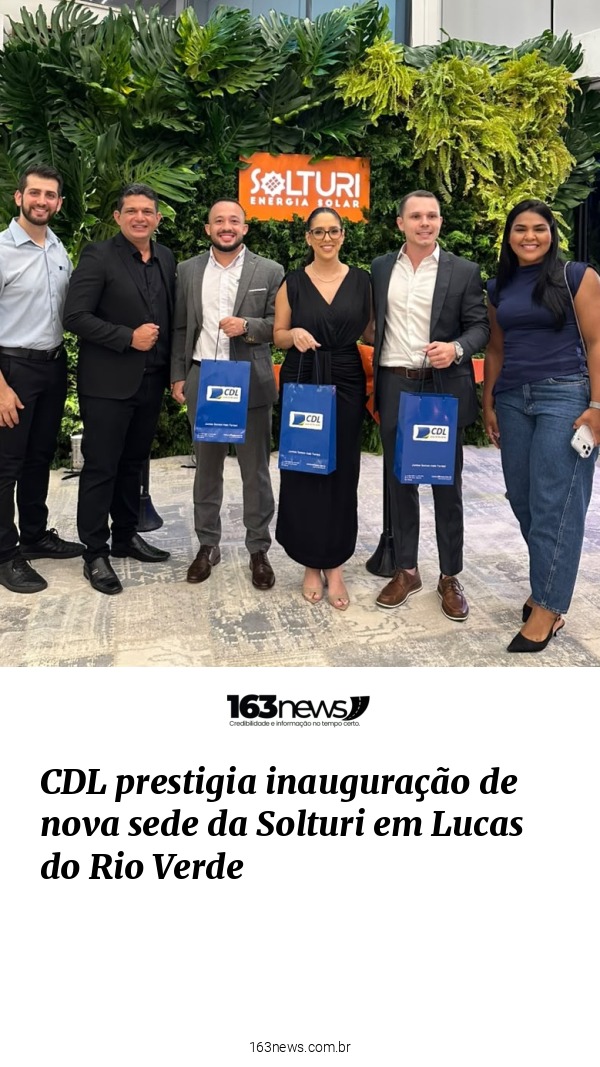 SOLTURI
ENERGIA SOLAR
CDL
CDL
CDL
163news
Credibilidade e informação no tempo certo.
CDL prestigia inauguração de
nova sede da Solturi em Lucas
do Rio Verde
163news.com.br